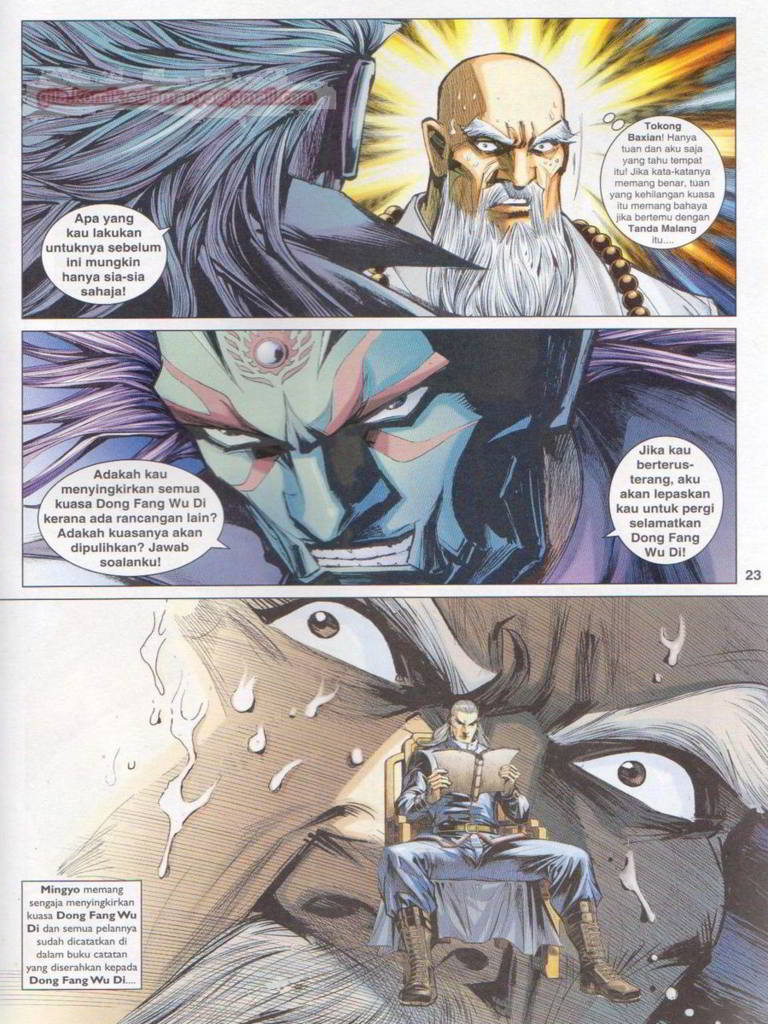 gila.komikselamanya@gmail.com
Tokong
Baxian! Hanya
tuan dan aku saja
yang tahu tempat
itu! Jika kata-katanya
memang benar, tuan
yang kehilangan kuasa
itu memang bahaya
jika bertemu dengan
Tanda Malang
itu....
Apa yang
kau lakukan
untuknya sebelum
ini mungkin
hanya sia-sia
sahaja!
Adakah kau
menyingkirkan semua
kuasa Dong Fang Wu Di
kerana ada rancangan lain?
Adakah kuasanya akan
dipulihkan? Jawab
soalanku!
Jika kau
berterus-
terang, aku
akan lepaskan
kau untuk pergi
selamatkan
Dong Fang
Wu Di!
23
Mingyo memang
sengaja menyingkirkan
kuasa Dong Fang Wu
Di dan semua pelannya
sudah dicatatkan di
dalam buku catatan
yang diserahkan kepada
Dong Fang Wu Di....